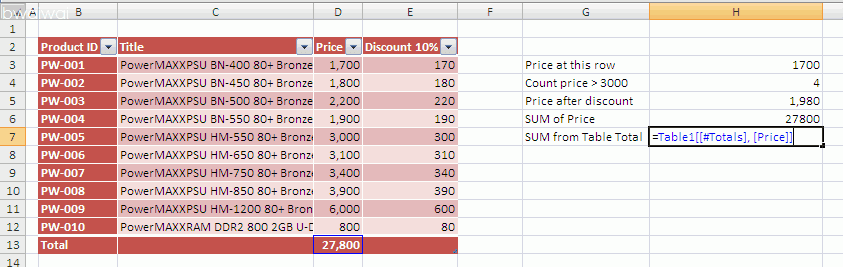 A B C D E F G H
1
2 Product ID Title Price Discount 10%
3 PW-001 PowerMAXXPSU BN-400 80+ Bronze 1,700 170 Price at this row 1700
4 PW-002 PowerMAXXPSU BN-450 80+ Bronze 1,800 180 Count price > 3000 4
5 PW-003 PowerMAXXPSU BN-500 80+ Bronze 2,200 220 Price after discount 1,980
6 PW-004 PowerMAXXPSU BN-550 80+ Bronze 1,900 190 SUM of Price 27800
7 PW-005 PowerMAXXPSU HM-550 80+ Bron 3,000 300 SUM from Table Total =Table1[[#Totals], [Price]]
8 PW-006 PowerMAXXPSU HM-650 80+ Bron 3,100 310
9 PW-007 PowerMAXXPSU HM-750 80+ Bron 3,400 340
10 PW-008 PowerMAXXPSU HM-850 80+ Bron 3,900 390
11 PW-009 PowerMAXXPSU HM-1200 80+ Bron 6,000 600
12 PW-010 PowerMAXXRAM DDR2 800 2GB U-D 800 80
13 Total 27,800
14